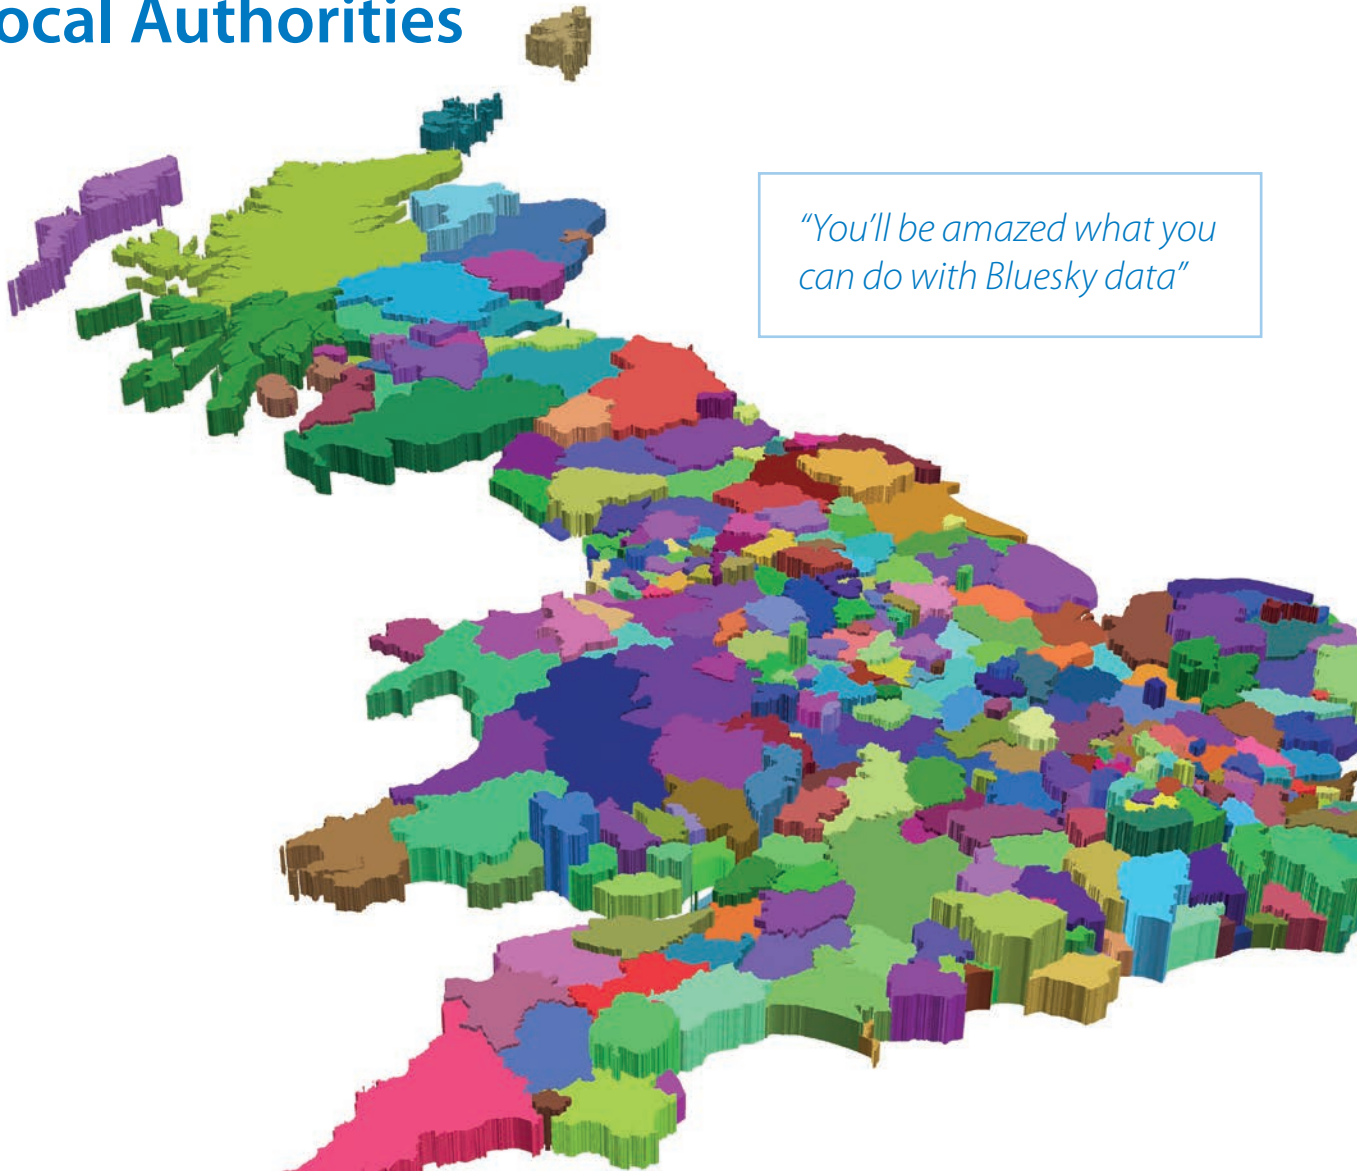 ocal Authorities
“You’ll be amazed what you
can do with Bluesky data”